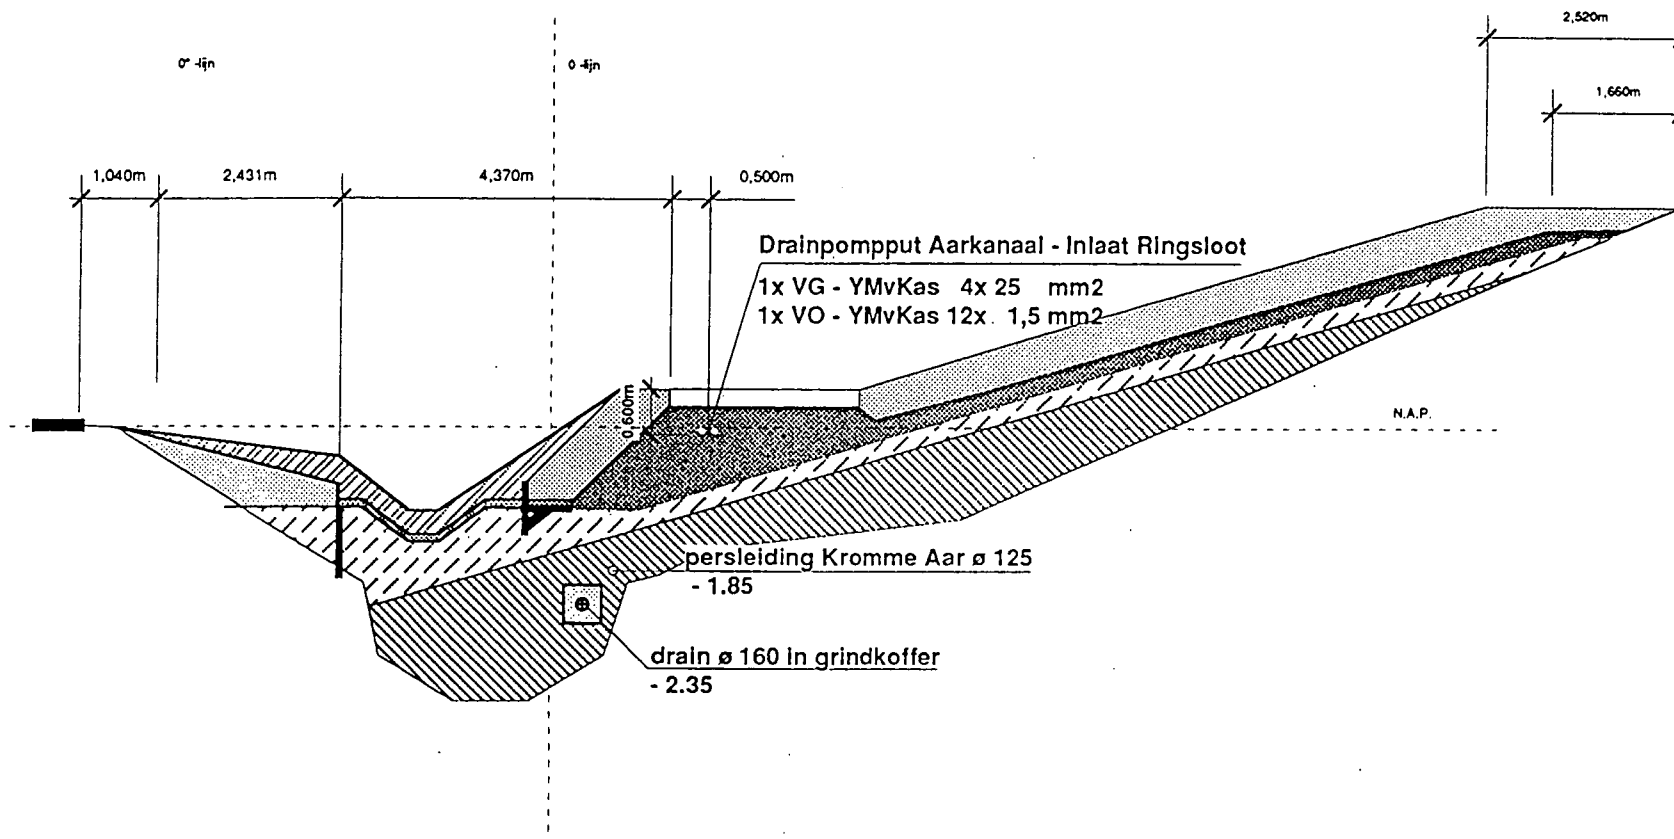 2,520m
0° -lijn
0 -lijn
1,660m
1,040m
2,431m
4,370m
0,500m
Drainpompput Aarkanaal - Inlaat Ringsloot
1x VG - YMvKas 4x 25 mm2
1x VO - YMvKas 12x 1,5 mm2
0,600m
N.A.P.
persleiding Kromme Aar ø 125
- 1.85
drain ø 160 in grindkoffer
- 2.35